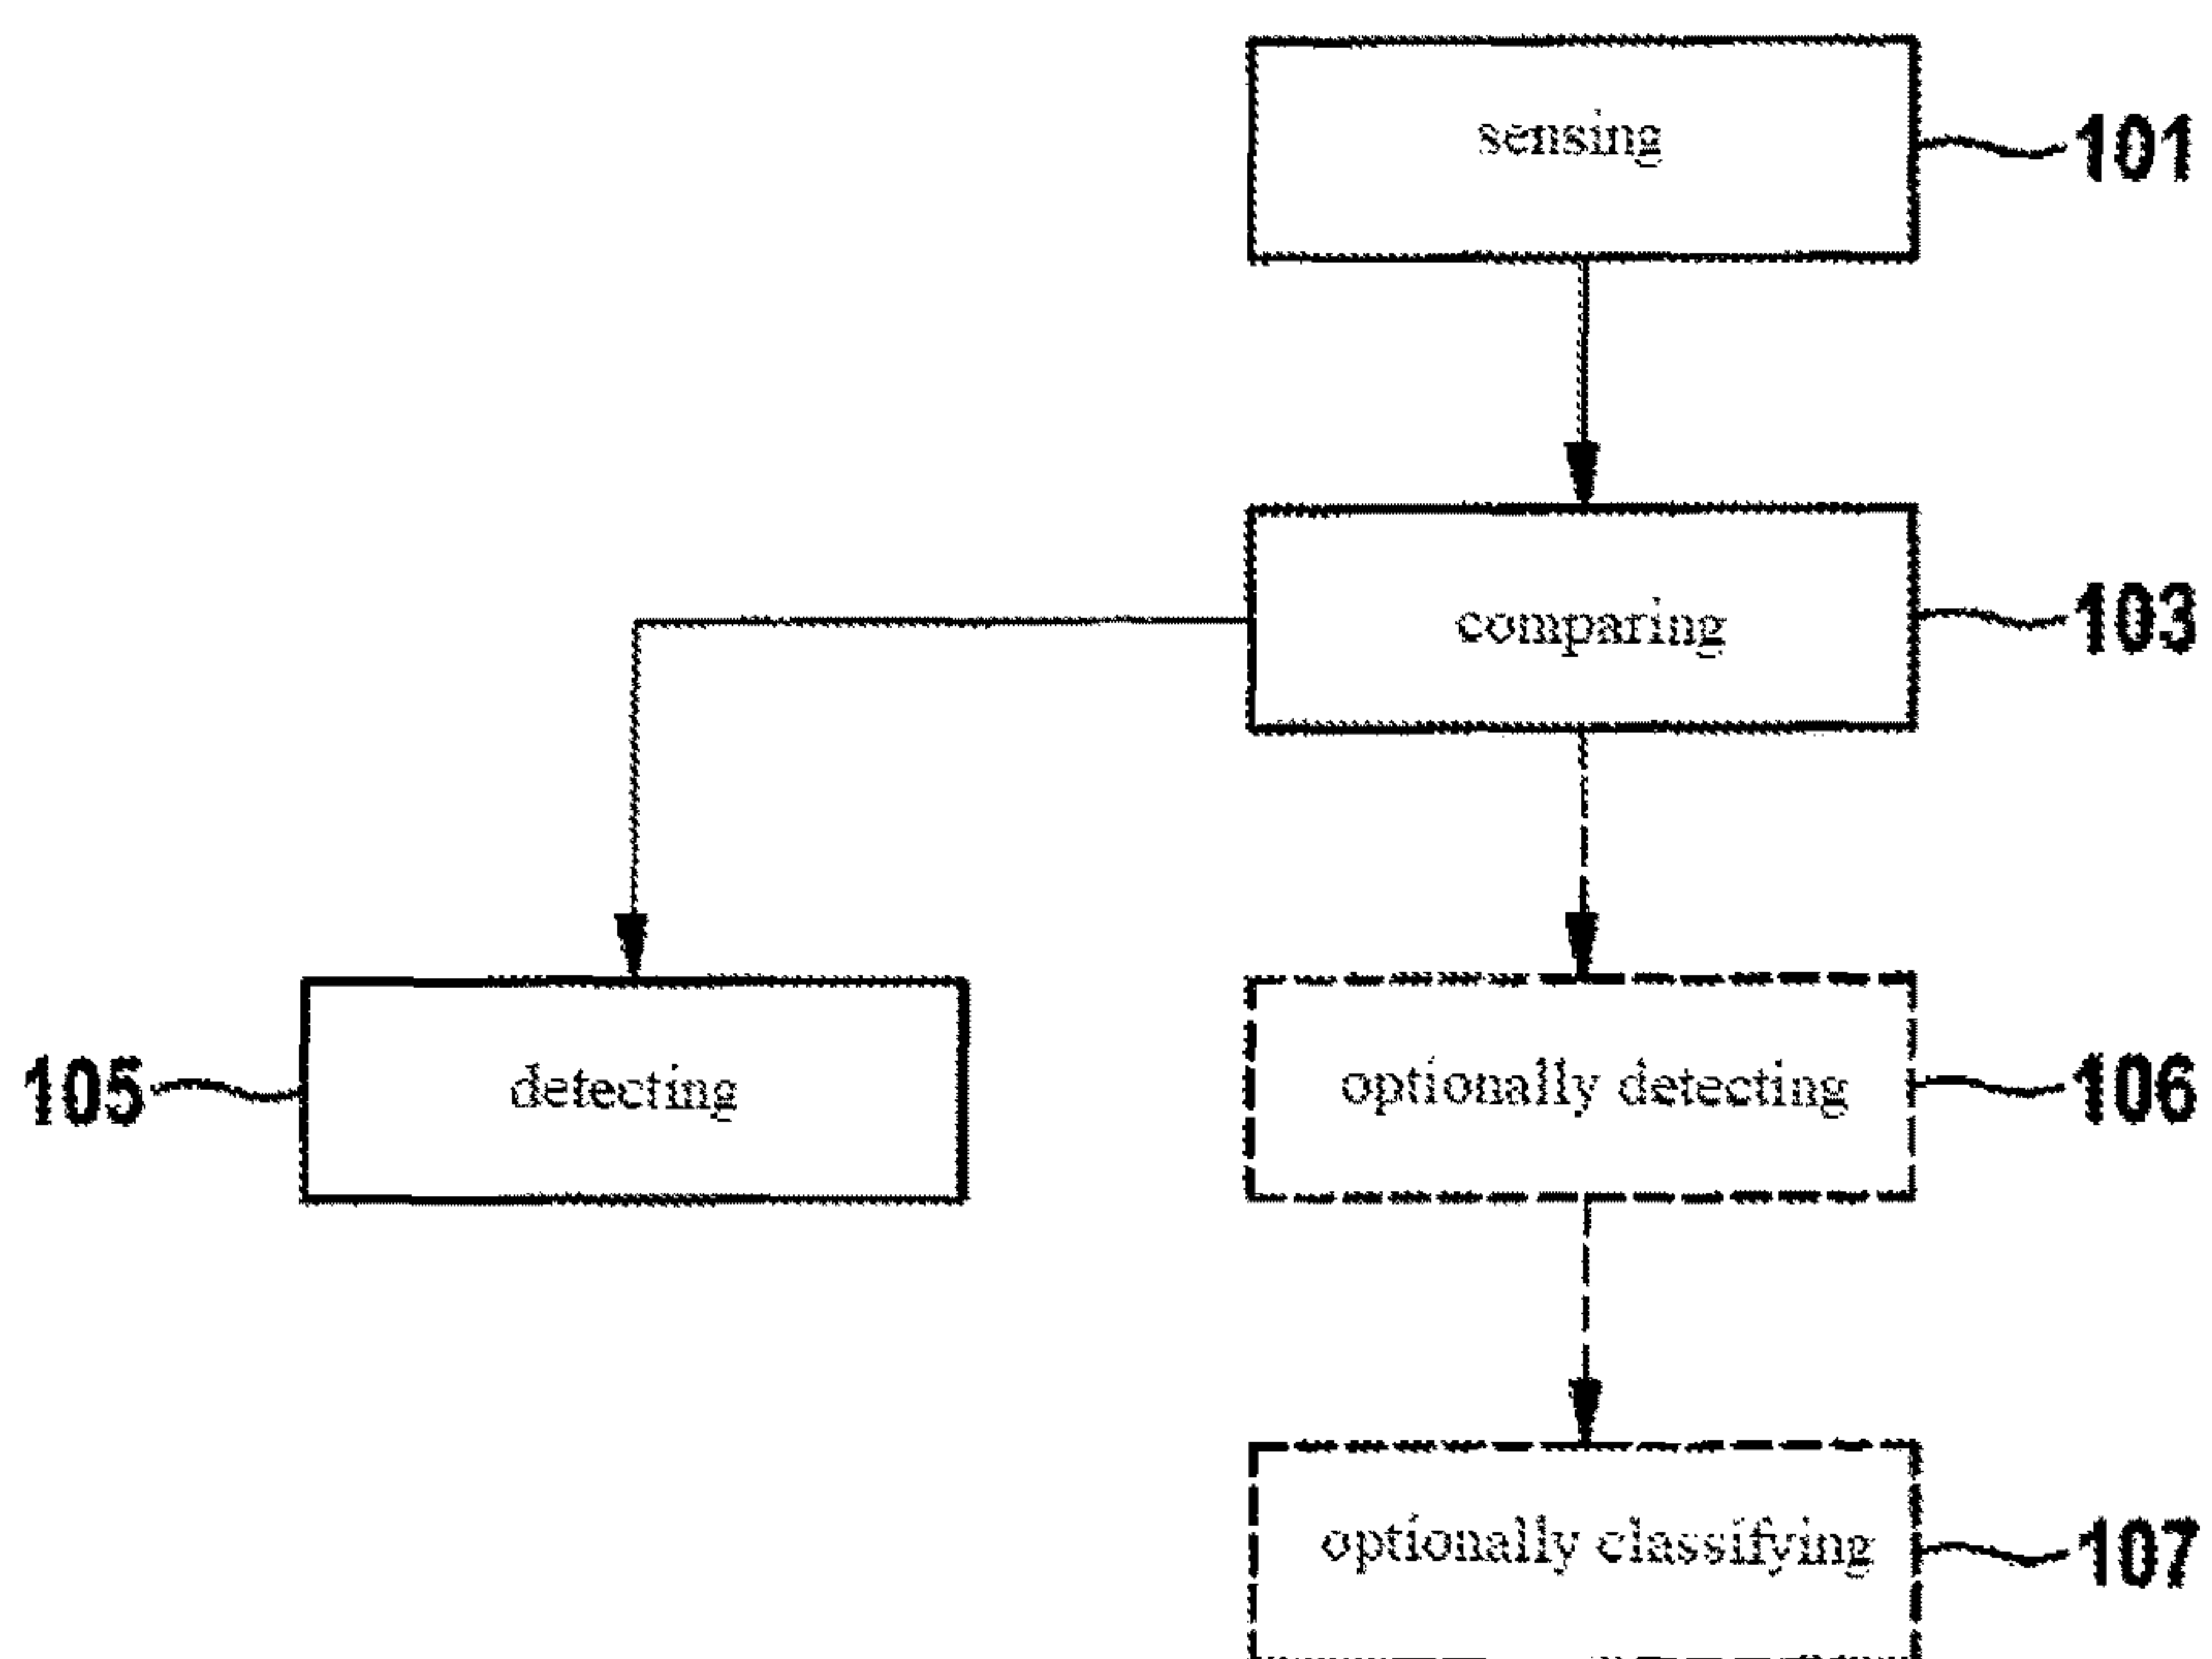 sensing
101
comparing
103
105
detecting
optionally detecting
106
optionally classifying
107